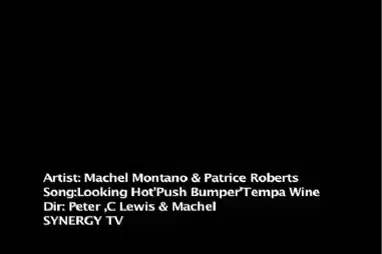 Artist: Machel Montano & Patrice Roberts
Song:Looking Hot'Push Bumper'Tempa Wine
Dir: Peter ,C Lewis & Machel
SYNERGY TV